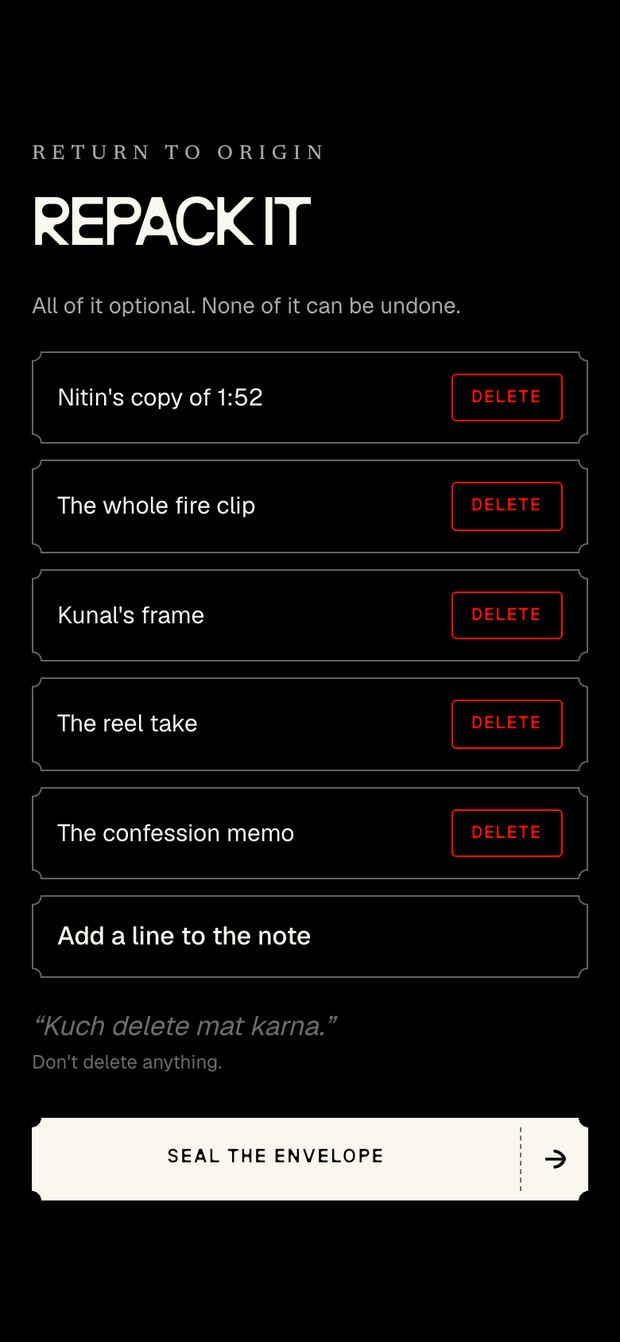 RETURN TO ORIGIN
REPACK IT
All of it optional. None of it can be undone.
Nitin's copy of 1:52
DELETE
The whole fire clip
DELETE
Kunal's frame
DELETE
The reel take
DELETE
The confession memo
DELETE
Add a line to the note
“Kuch delete mat karna.”
Don't delete anything.
SEAL THE ENVELOPE